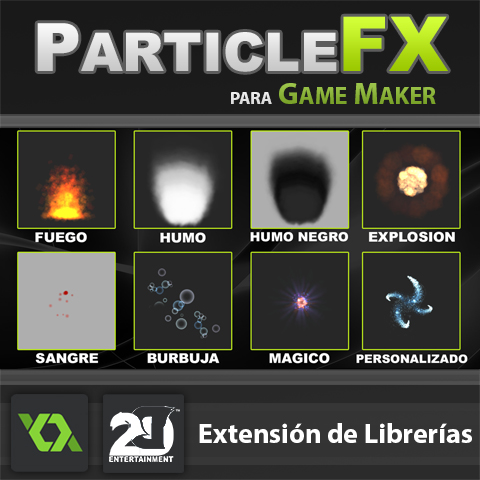 PARTICLEFX
PARA GAME MAKER
FUEGO HUMO HUMO NEGRO EXPLOSION
SANGRE BURBUJA MAGICO PERSONALIZADO
2U
ENTERTAINMENT
Extensión de Librerías